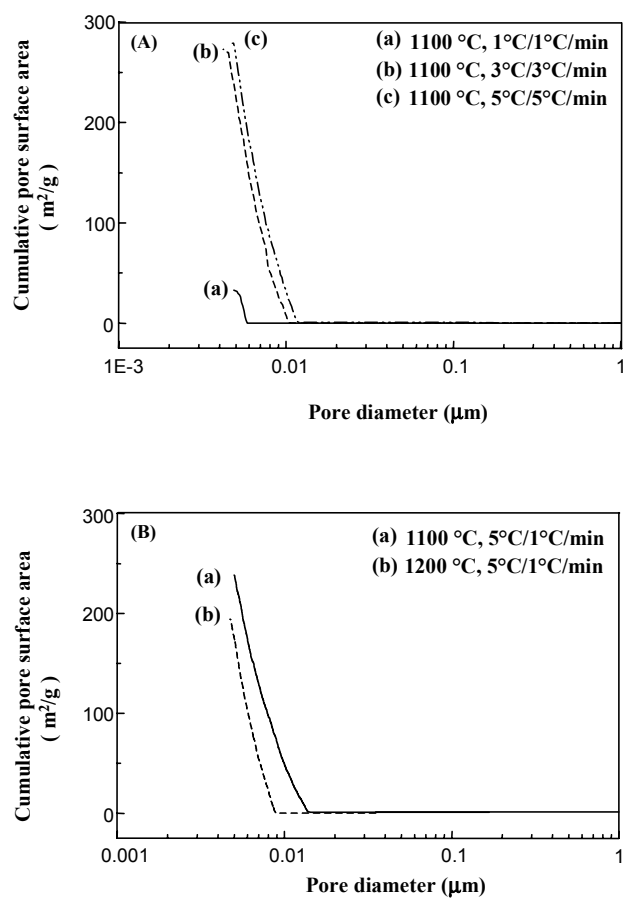 (A)
(b)
(c)
(a)
(a) 1100 °C, 1°C/1°C/min
(b) 1100 °C, 3°C/3°C/min
(c) 1100 °C, 5°C/5°C/min
300
200
100
0
Cumulative pore surface area
( m²/g )
1E-3
0.01
0.1
1
Pore diameter (μm)
(B)
(a)
(b)
(a) 1100 °C, 5°C/1°C/min
(b) 1200 °C, 5°C/1°C/min
300
200
100
0
Cumulative pore surface area
( m²/g )
0.001
0.01
0.1
1
Pore diameter (μm)